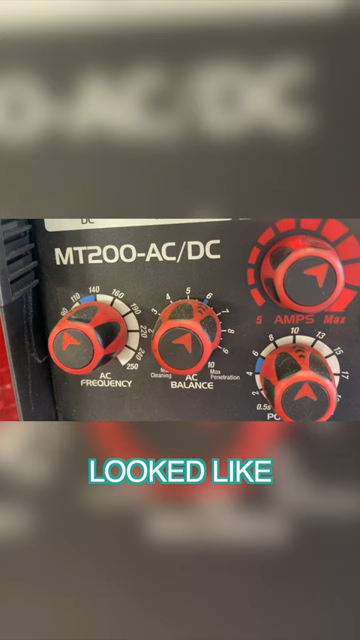 DC
MT200-AC/DC
110 140 160
190
220
240
250
AC
FREQUENCY
3 4 5 6 7 8 9 10
Cleaning
Max
Penetration
AC
BALANCE
5 AMPS Max
0.5s 2 4 6 8 10 13 15 17
LOOKED LIKE